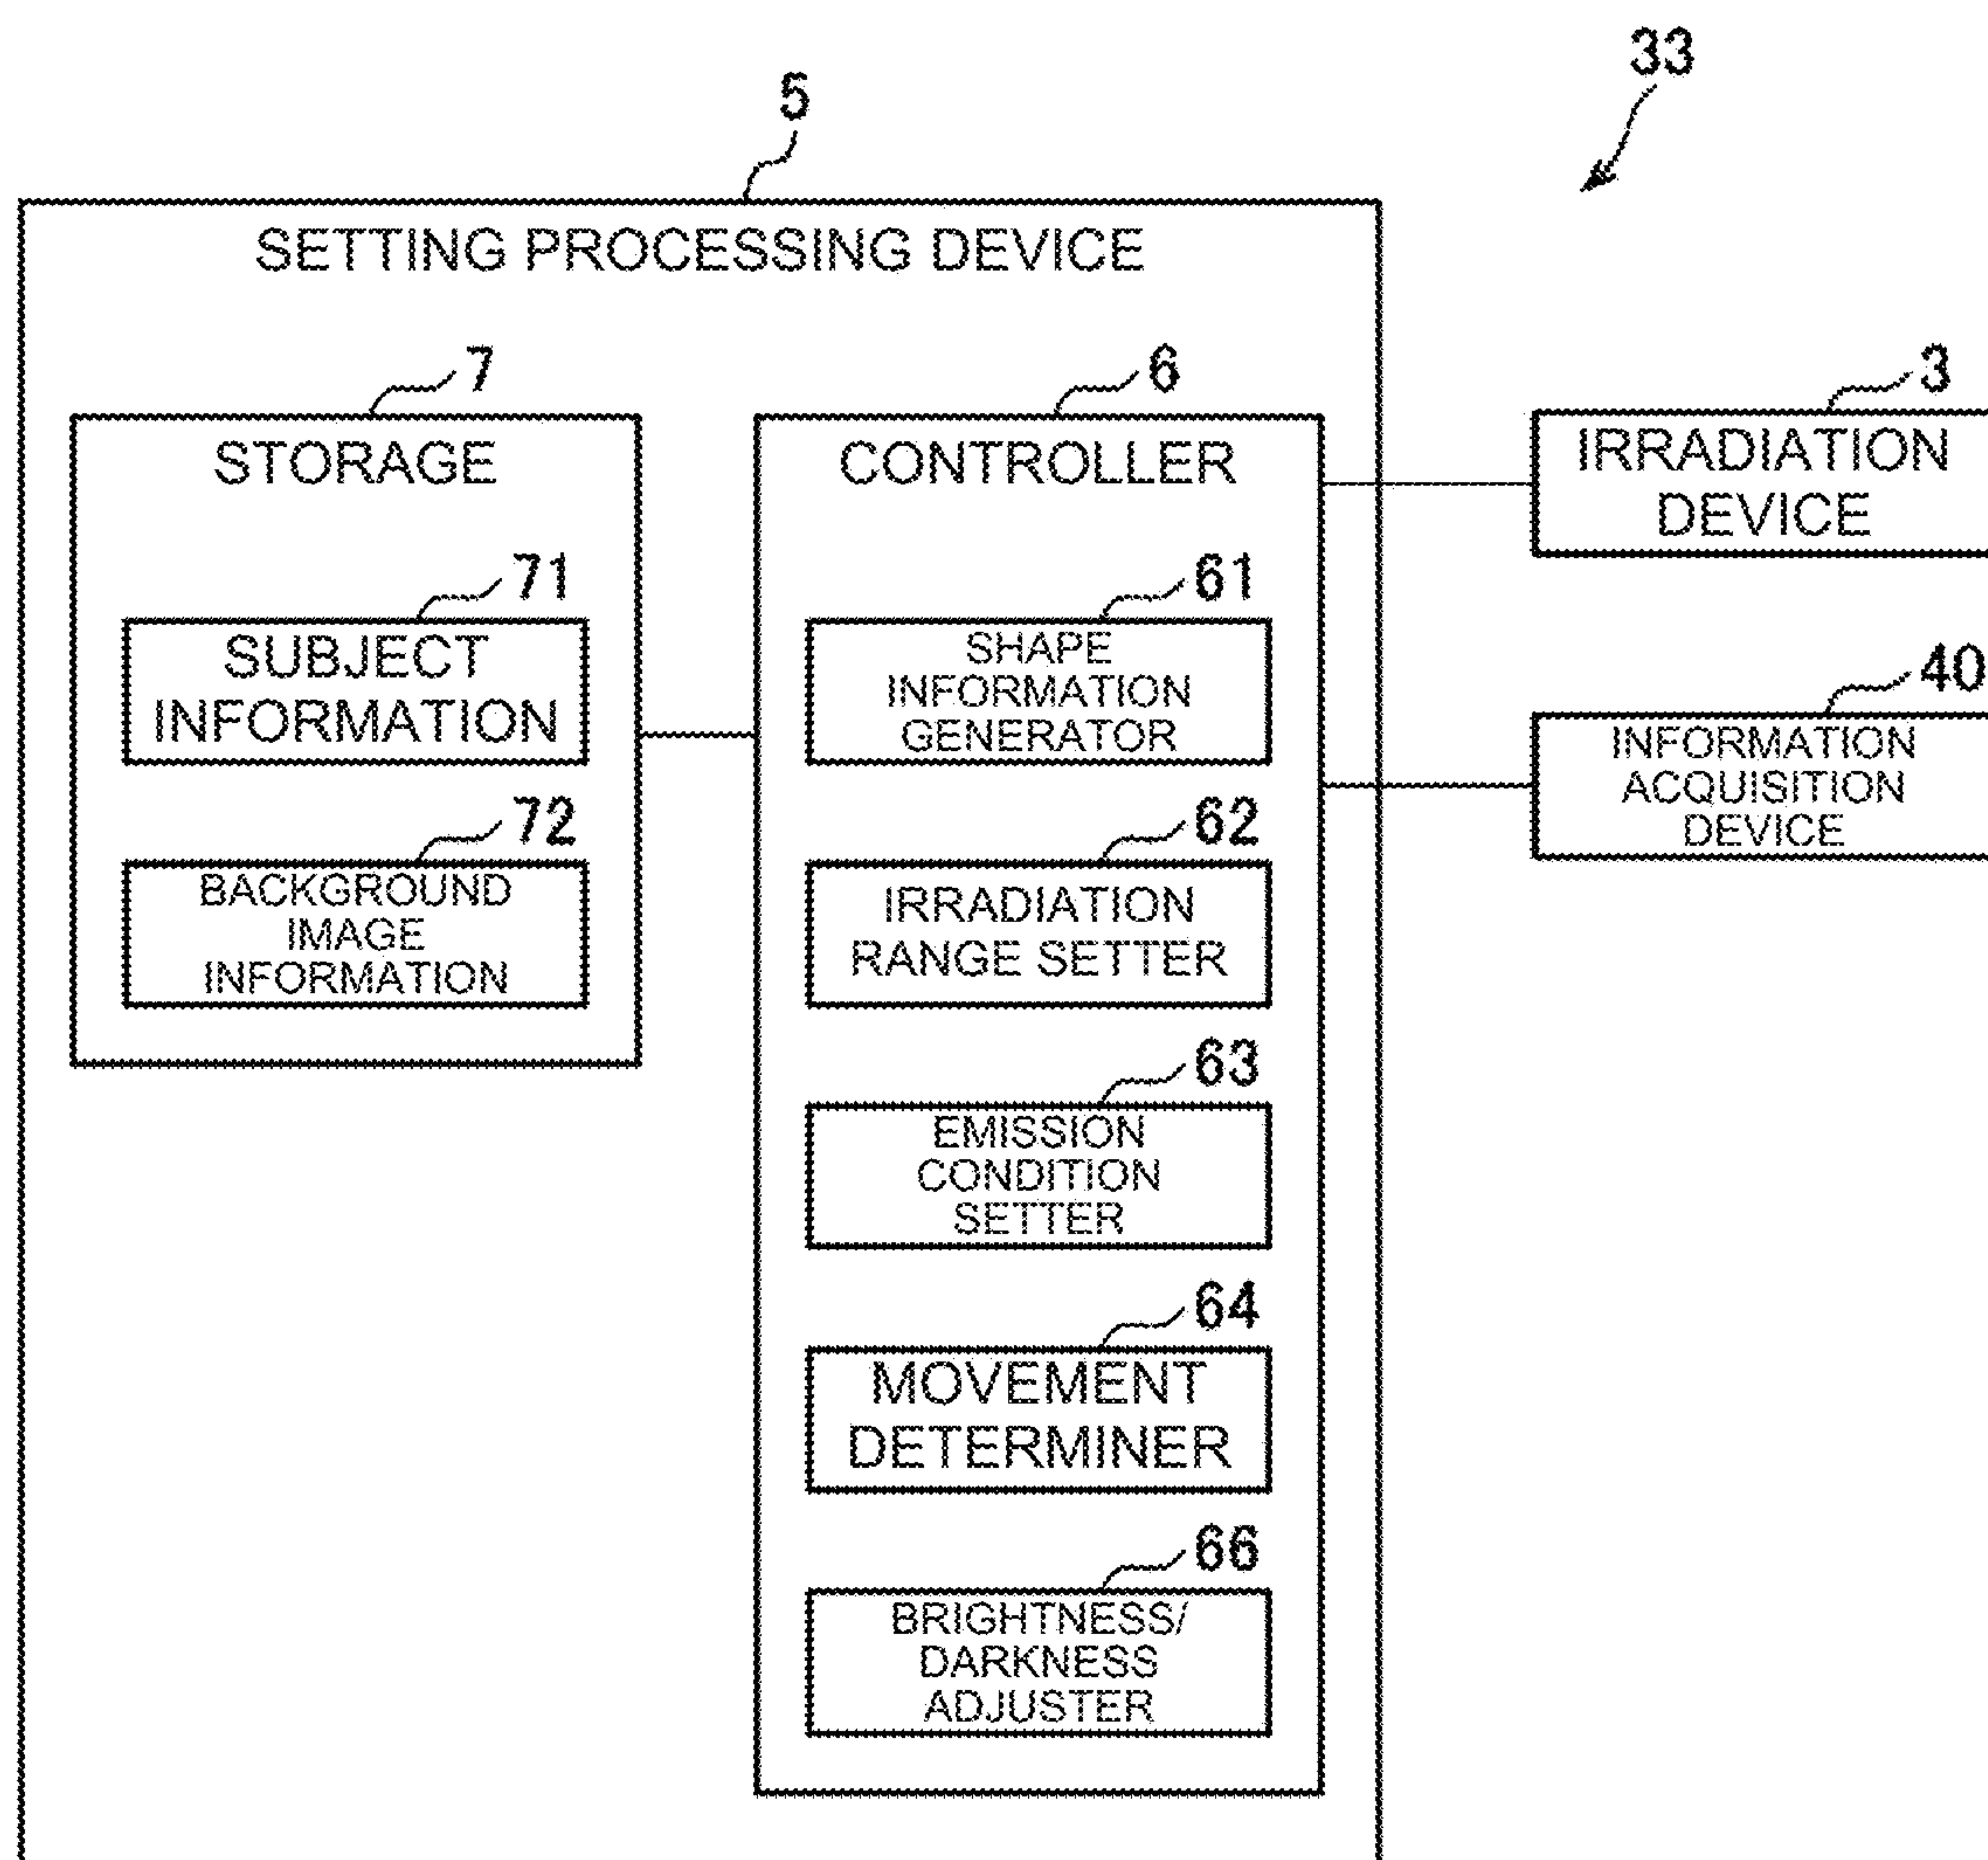 33
5
SETTING PROCESSING DEVICE
7
STORAGE
71
SUBJECT
INFORMATION
72
BACKGROUND
IMAGE
INFORMATION
6
CONTROLLER
61
SHAPE
INFORMATION
GENERATOR
62
IRRADIATION
RANGE SETTER
63
EMISSION
CONDITION
SETTER
64
MOVEMENT
DETERMINER
66
BRIGHTNESS/
DARKNESS
ADJUSTER
3
IRRADIATION
DEVICE
40
INFORMATION
ACQUISITION
DEVICE